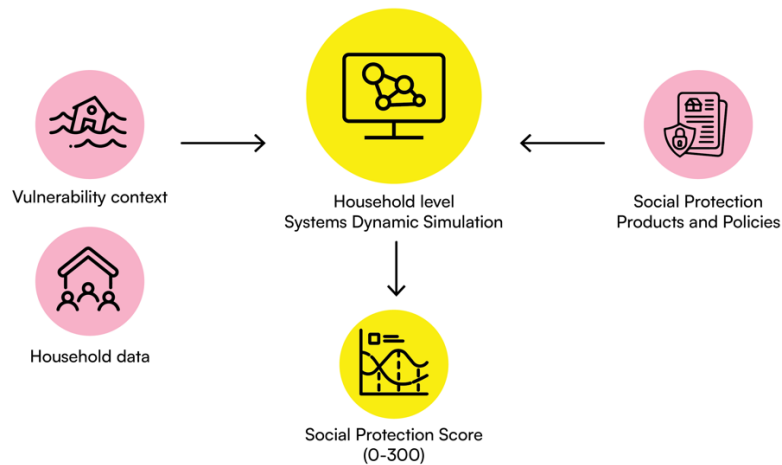 Vulnerability context
Household data
Household level
Systems Dynamic Simulation
Social Protection
Products and Policies
Social Protection Score
(0-300)